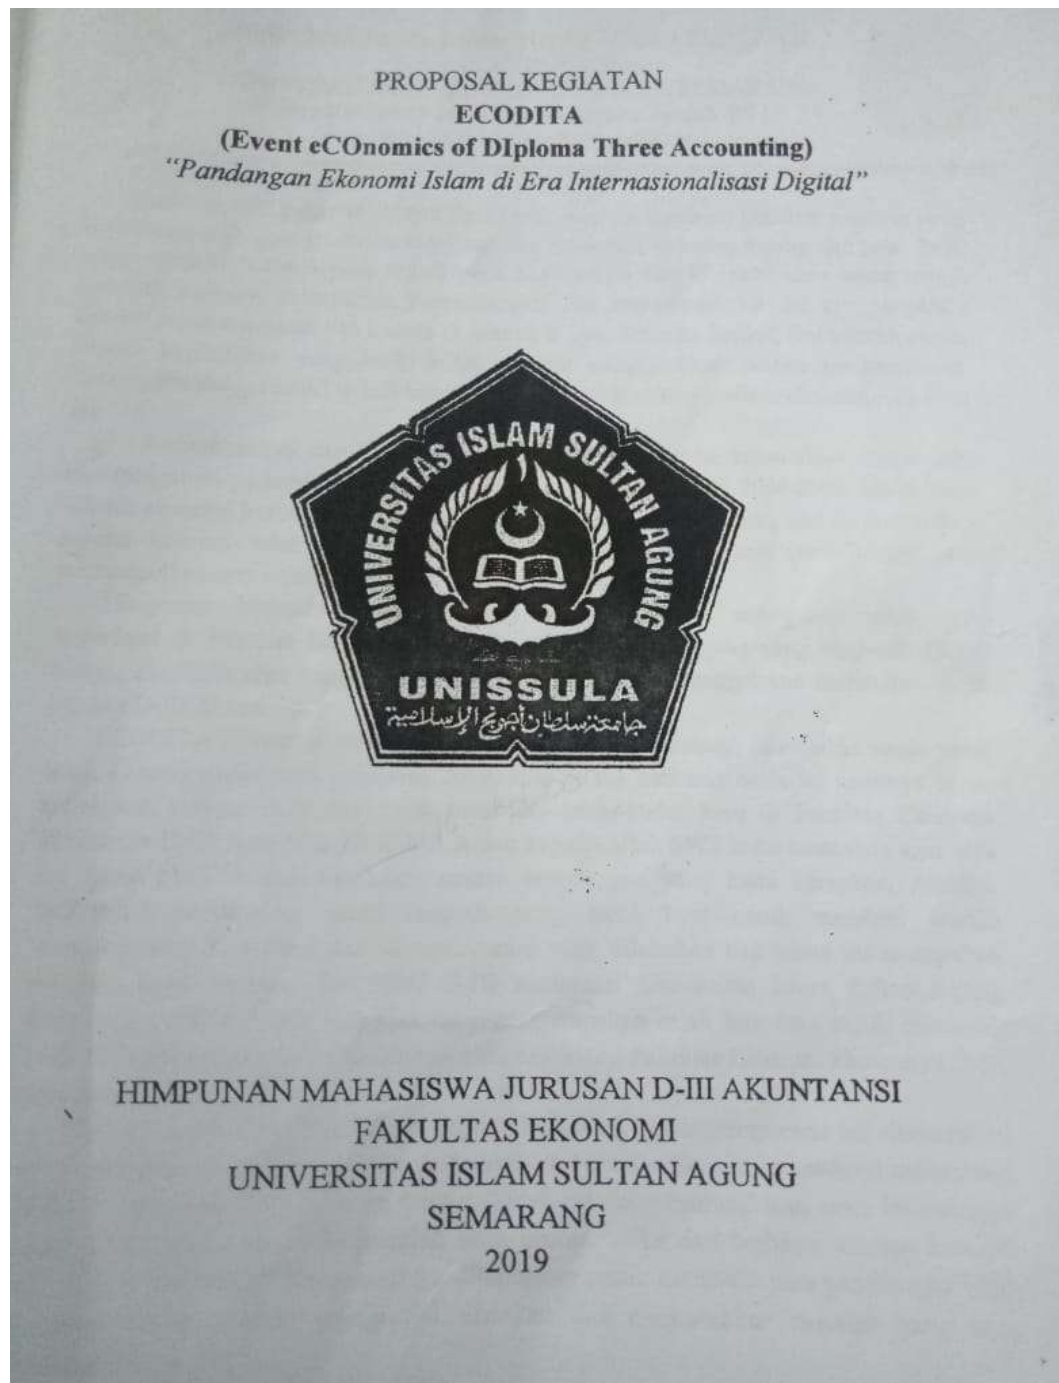 PROPOSAL KEGIATAN
ECODITA
(Event eCOnomics of DIploma Three Accounting)
"Pandangan Ekonomi Islam di Era Internasionalisasi Digital"
UNIVERSITAS ISLAM SULTAN AGUNG
UNISSULA
جامعة سلطان أجونج الإسلامية
HIMPUNAN MAHASISWA JURUSAN D-III AKUNTANSI
FAKULTAS EKONOMI
UNIVERSITAS ISLAM SULTAN AGUNG
SEMARANG
2019